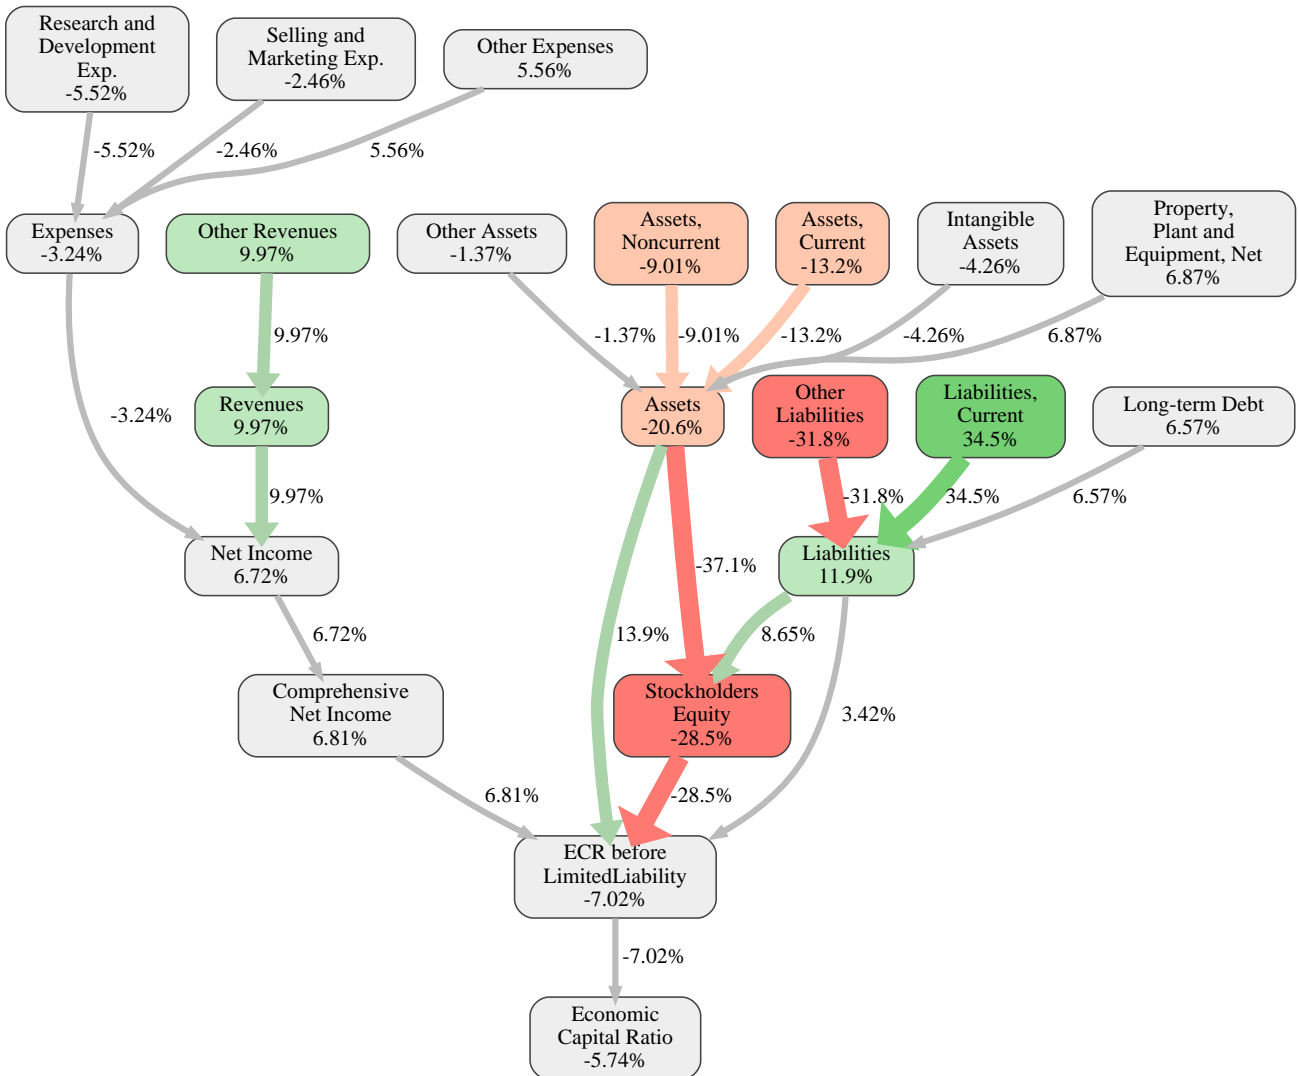 Research and
Development
Exp.
-5.52%
Selling and
Marketing Exp.
-2.46%
Other Expenses
5.56%
-5.52%
-2.46%
5.56%
Expenses
-3.24%
Other Revenues
9.97%
Other Assets
-1.37%
Assets,
Noncurrent
-9.01%
Assets,
Current
-13.2%
Intangible
Assets
-4.26%
Property,
Plant and
Equipment, Net
6.87%
9.97%
-1.37%
-9.01%
-13.2%
-4.26%
6.87%
Revenues
9.97%
Assets
-20.6%
Other
Liabilities
-31.8%
Liabilities,
Current
34.5%
Long-term Debt
6.57%
-3.24%
9.97%
-31.8%
34.5%
6.57%
Net Income
6.72%
-37.1%
Liabilities
11.9%
6.72%
13.9%
8.65%
Comprehensive
Net Income
6.81%
Stockholders
Equity
-28.5%
3.42%
6.81%
-28.5%
ECR before
LimitedLiability
-7.02%
-7.02%
Economic
Capital Ratio
-5.74%